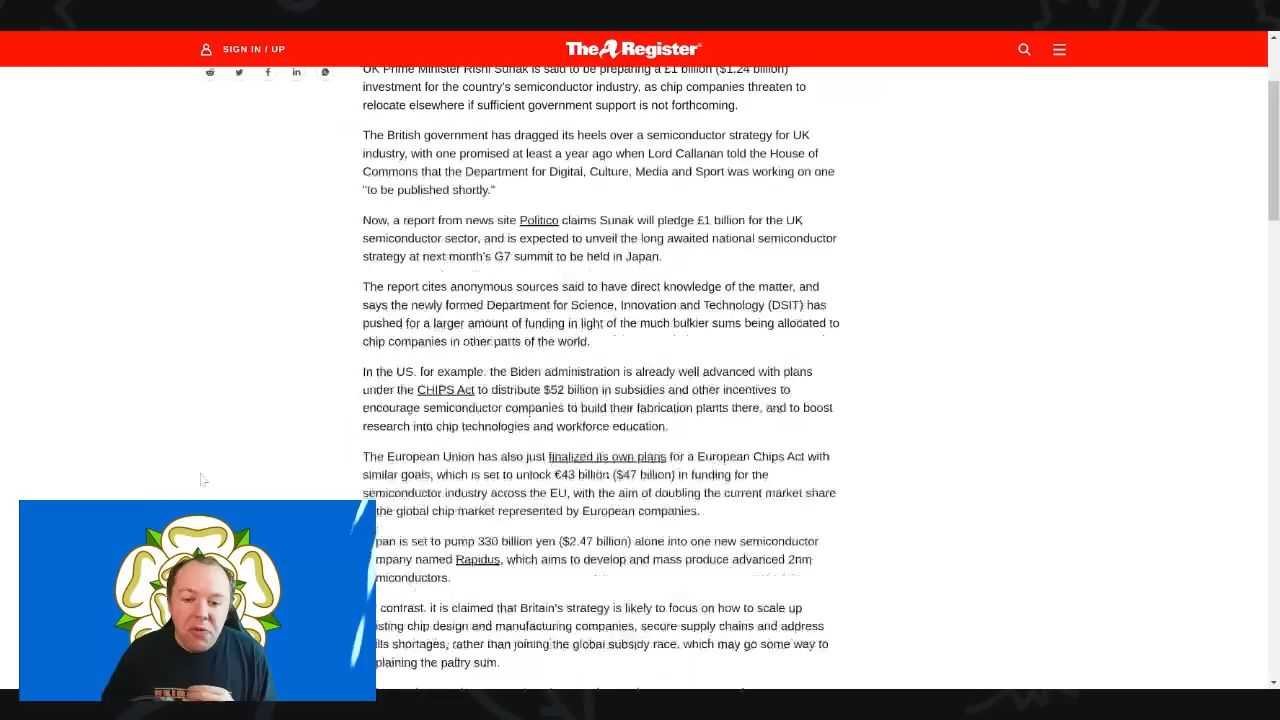 SIGN IN / UP
The Register
UK Prime Minister Rishi Sunak is said to be preparing a £1 billion ($1.24 billion)
investment for the country's semiconductor industry, as chip companies threaten to
relocate elsewhere if sufficient government support is not forthcoming.
The British government has dragged its heels over a semiconductor strategy for UK
industry, with one promised at least a year ago when Lord Callanan told the House of
Commons that the Department for Digital, Culture, Media and Sport was working on one
"to be published shortly."
Now, a report from news site Politico claims Sunak will pledge £1 billion for the UK
semiconductor sector, and is expected to unveil the long awaited national semiconductor
strategy at next month's G7 summit to be held in Japan.
The report cites anonymous sources said to have direct knowledge of the matter, and
says the newly formed Department for Science, Innovation and Technology (DSIT) has
pushed for a larger amount of funding in light of the much bulkier sums being allocated to
chip companies in other parts of the world.
In the US, for example, the Biden administration is already well advanced with plans
under the CHIPS Act to distribute $52 billion in subsidies and other incentives to
encourage semiconductor companies to build their fabrication plants there, and to boost
research into chip technologies and workforce education.
The European Union has also just finalized its own plans for a European Chips Act with
similar goals, which is set to unlock €43 billion ($47 billion) in funding for the
semiconductor industry across the EU, with the aim of doubling the current market share
the global chip market represented by European companies.
pan is set to pump 330 billion yen ($2.47 billion) alone into one new semiconductor
mpany named Rapidus, which aims to develop and mass produce advanced 2nm
miconductors.
contrast, it is claimed that Britain's strategy is likely to focus on how to scale up
isting chip design and manufacturing companies, secure supply chains and address
ills shortages, rather than joining the global subsidy race, which may go some way to
plaining the paltry sum.